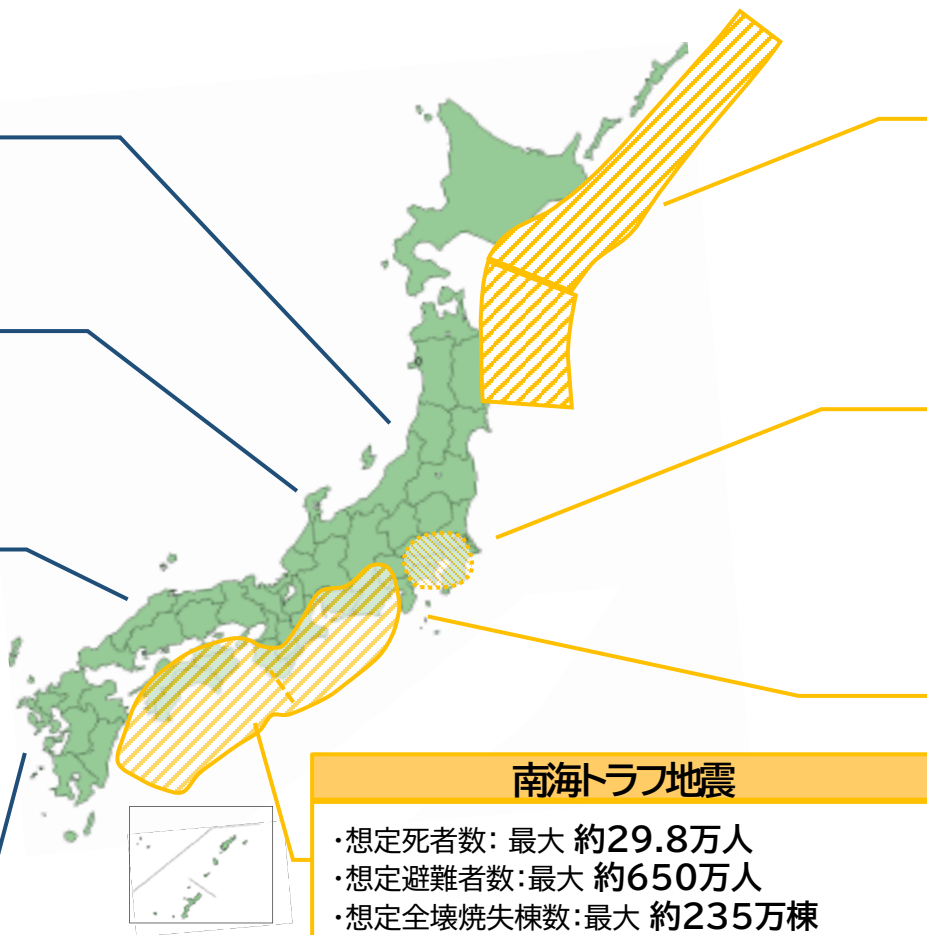 南海トラフ地震
・想定死者数： 最大 約29.8万人
・想定避難者数：最大 約650万人
・想定全壊焼失棟数：最大 約235万棟